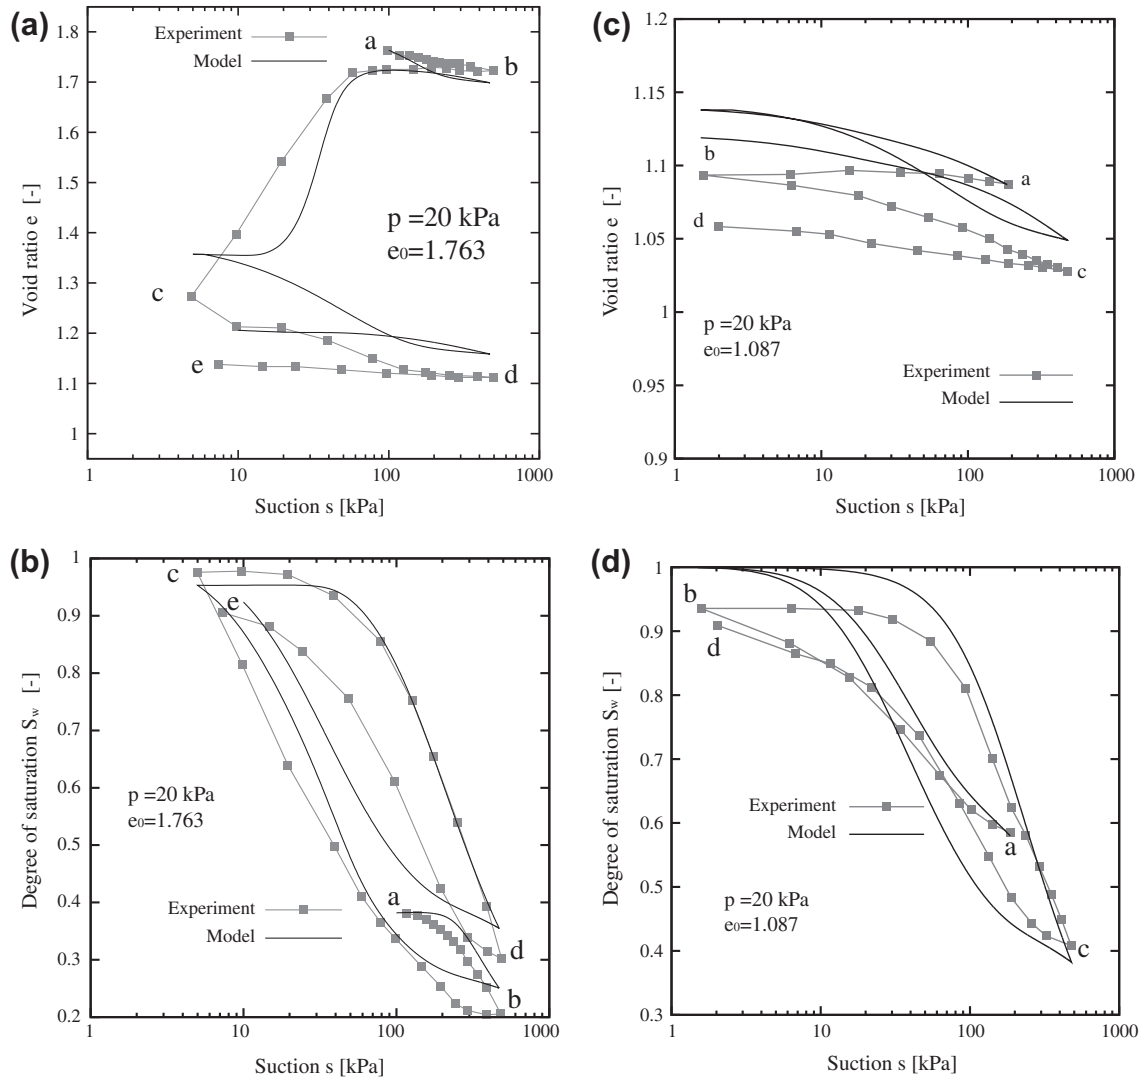 (a)
1.8
1.7
1.6
1.5
1.4
1.3
1.2
1.1
1
Void ratio e [-]
Experiment
Model
a
b
c
d
e
p =20 kPa
e0=1.763
1 10 100 1000
Suction s [kPa]
(c)
1.2
1.15
1.1
1.05
1
0.95
0.9
Void ratio e [-]
b
a
d
c
p =20 kPa
e0=1.087
Experiment
Model
1 10 100 1000
Suction s [kPa]
(b)
1
0.9
0.8
0.7
0.6
0.5
0.4
0.3
0.2
Degree of saturation Sw [-]
c
e
p =20 kPa
e0=1.763
a
Experiment
Model
d
b
1 10 100 1000
Suction s [kPa]
(d)
1
0.9
0.8
0.7
0.6
0.5
0.4
0.3
Degree of saturation Sw [-]
b
d
Experiment
Model
a
p =20 kPa
e0=1.087
c
1 10 100 1000
Suction s [kPa]